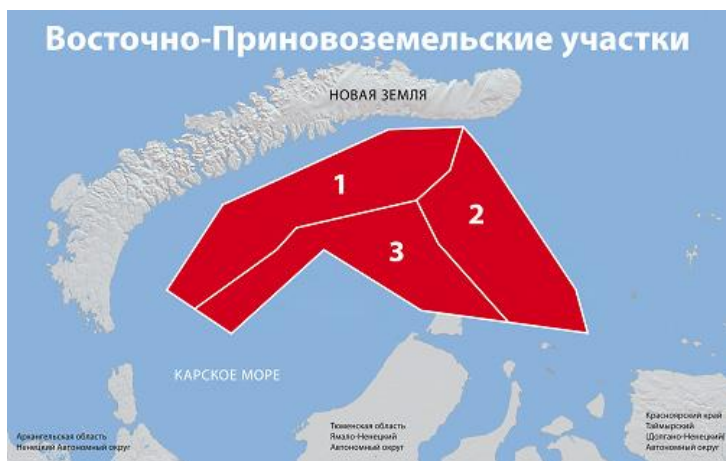 Восточно-Приновоземельские участки
НОВАЯ ЗЕМЛЯ
1
2
3
КАРСКОЕ МОРЕ
Архангельская область
Ненецкий Автономный округ
Тюменская область
Ямало-Ненецкий
Автономный округ
Красноярский край
Таймырский
(Долгано-Ненецкий)
Автономный округ